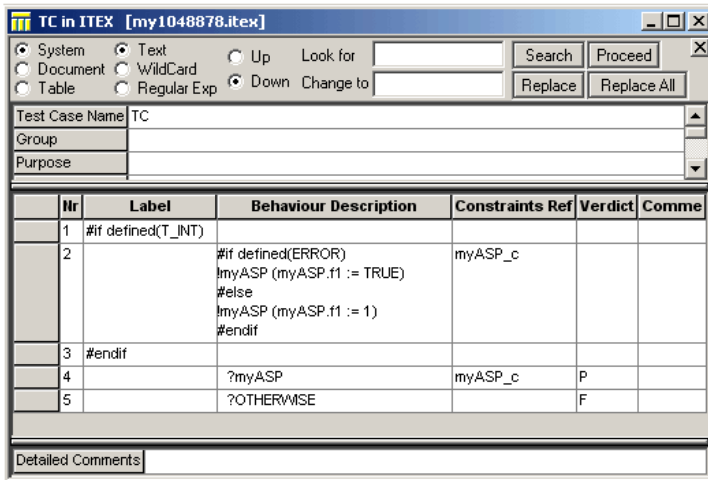 TC in ITEX [my1048878.itex]
System Text Up Look for Search Proceed
Document WildCard Down Change to Replace Replace All
Table Regular Exp
Test Case Name TC
Group
Purpose
Nr Label Behaviour Description Constraints Ref Verdict Comme
1 #if defined(T_INT)
2 #if defined(ERROR) myASP_c
!myASP (myASP.f1 := TRUE)
#else
!myASP (myASP.f1 := 1)
#endif
3 #endif
4 ?myASP myASP_c P
5 ?OTHERWISE F
Detailed Comments